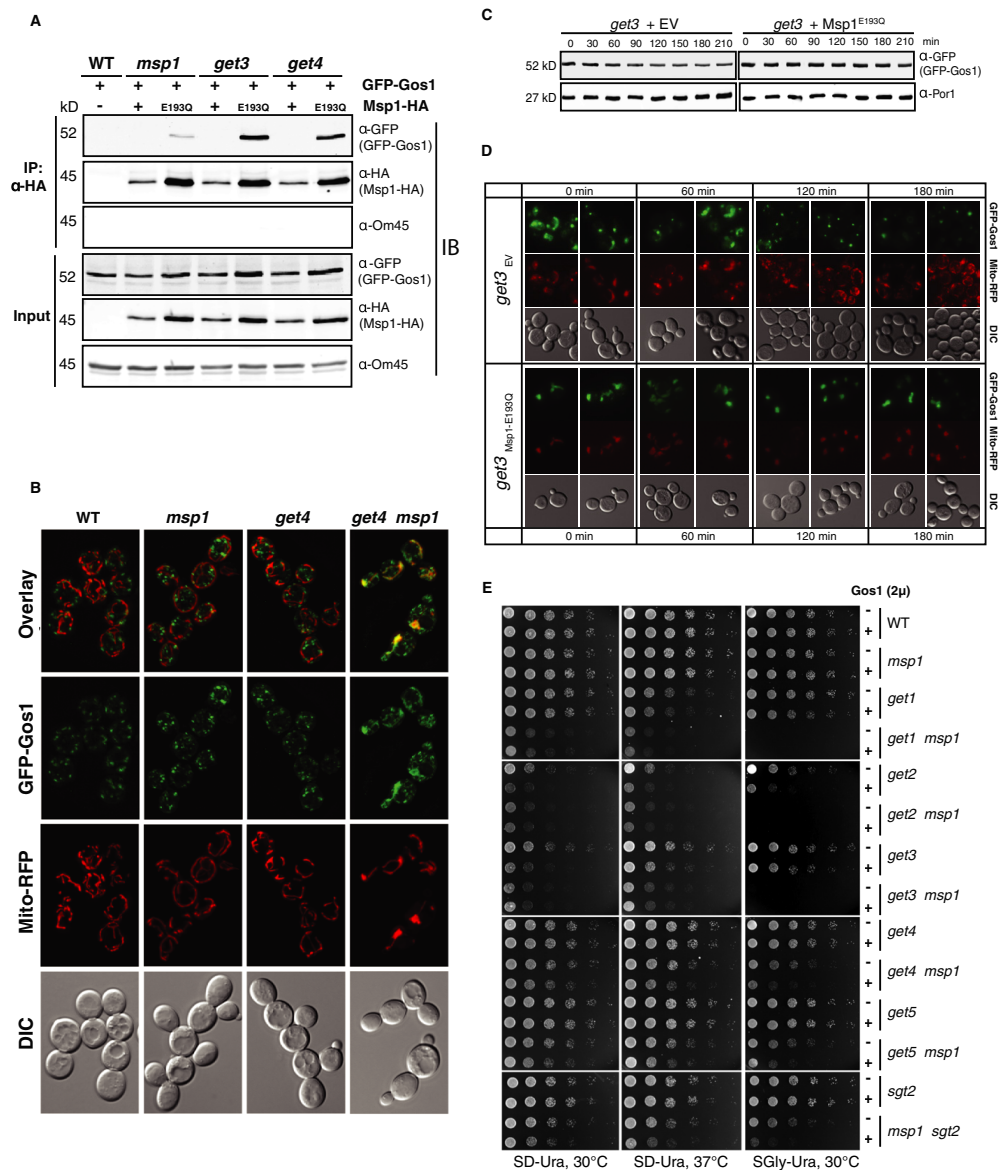 A
WT msp1 get3 get4
+ + + + + + + GFP-Gos1
kD - + E193Q + E193Q + E193Q Msp1-HA
IP: α-HA
52 α-GFP (GFP-Gos1)
45 α-HA (Msp1-HA)
45 α-Om45
IB
Input
52 α-GFP (GFP-Gos1)
45 α-HA (Msp1-HA)
45 α-Om45
B
WT msp1 get4 get4 msp1
Overlay
GFP-Gos1
Mito-RFP
DIC
C
get3 + EV get3 + Msp1E193Q
0 30 60 90 120 150 180 210 0 30 60 90 120 150 180 210 min
52 kD α-GFP (GFP-Gos1)
27 kD α-Por1
D
0 min 60 min 120 min 180 min
get3 EV
GFP-Gos1
Mito-RFP
DIC
get3 Msp1-E193Q
GFP-Gos1
Mito-RFP
DIC
0 min 60 min 120 min 180 min
E
Gos1 (2µ)
- + WT
- + msp1
- + get1
- + get1 msp1
- + get2
- + get2 msp1
- + get3
- + get3 msp1
- + get4
- + get4 msp1
- + get5
- + get5 msp1
- + sgt2
- + msp1 sgt2
SD-Ura, 30°C SD-Ura, 37°C SGly-Ura, 30°C